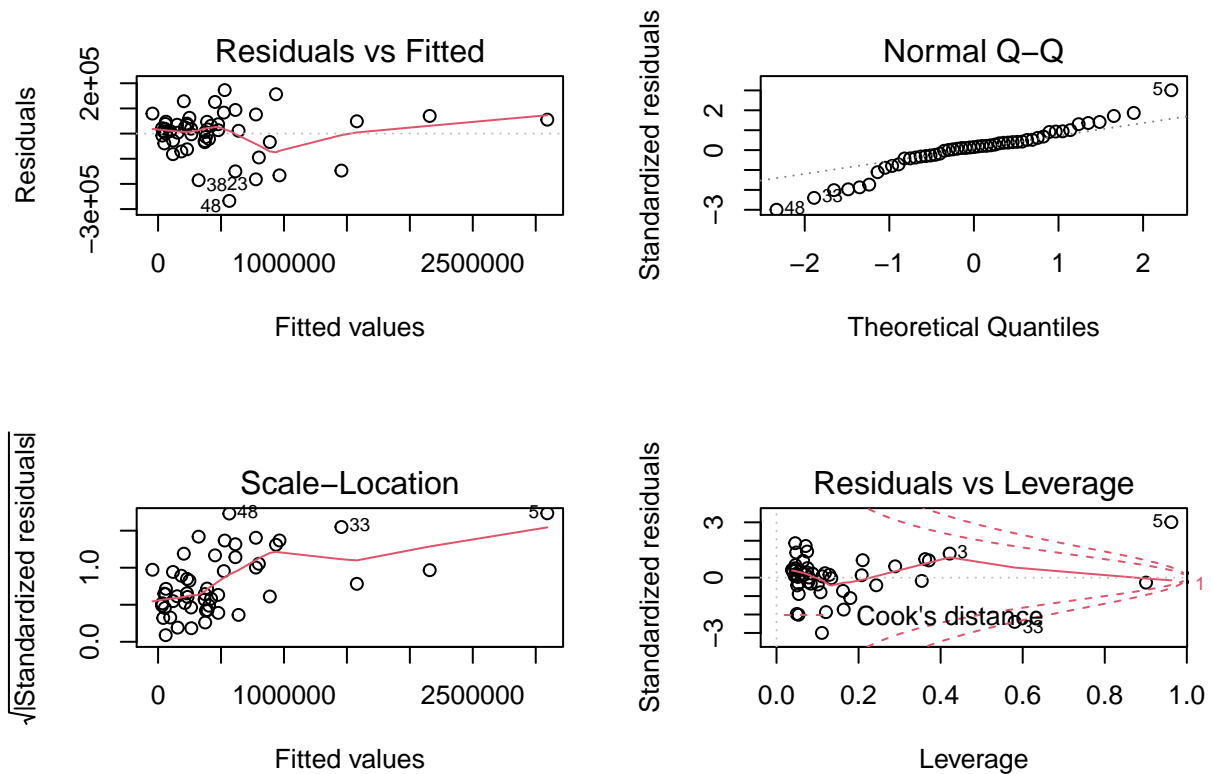 Residuals vs Fitted
Residuals
2e+05
−3e+05
3823
48
0
1000000
2500000
Fitted values
Normal Q−Q
Standardized residuals
2
0
−3
5
48
33
−2
−1
0
1
2
Theoretical Quantiles
Scale−Location
√|Standardized residuals|
1.0
0.0
48
33
5
0
1000000
2500000
Fitted values
Residuals vs Leverage
Standardized residuals
3
0
−3
5
3
33
1
Cook's distance
0.0
0.2
0.4
0.6
0.8
1.0
Leverage